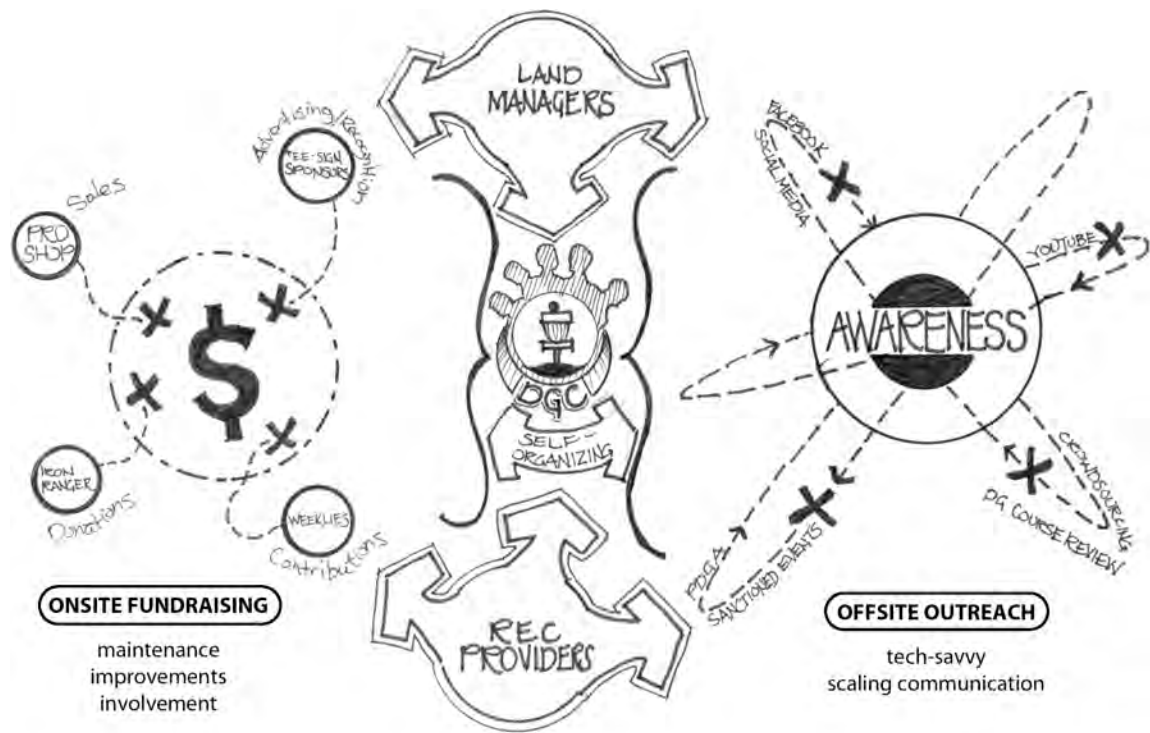 Advertising/Recognition
TEE-SIGN
SPONSORS
Sales
PRO
SHOP
$
IRON
RANGER
Donations
WEEKLIES
Contributions
ONSITE FUNDRAISING
maintenance
improvements
involvement
LAND
MANAGERS
DGC
SELF-
ORGANIZING
REC
PROVIDERS
FACEBOOK
SOCIAL MEDIA
YOUTUBE
AWARENESS
CROWDSOURCING
DG COURSE REVIEW
PDGA
SANCTIONED EVENTS
OFFSITE OUTREACH
tech-savvy
scaling communication